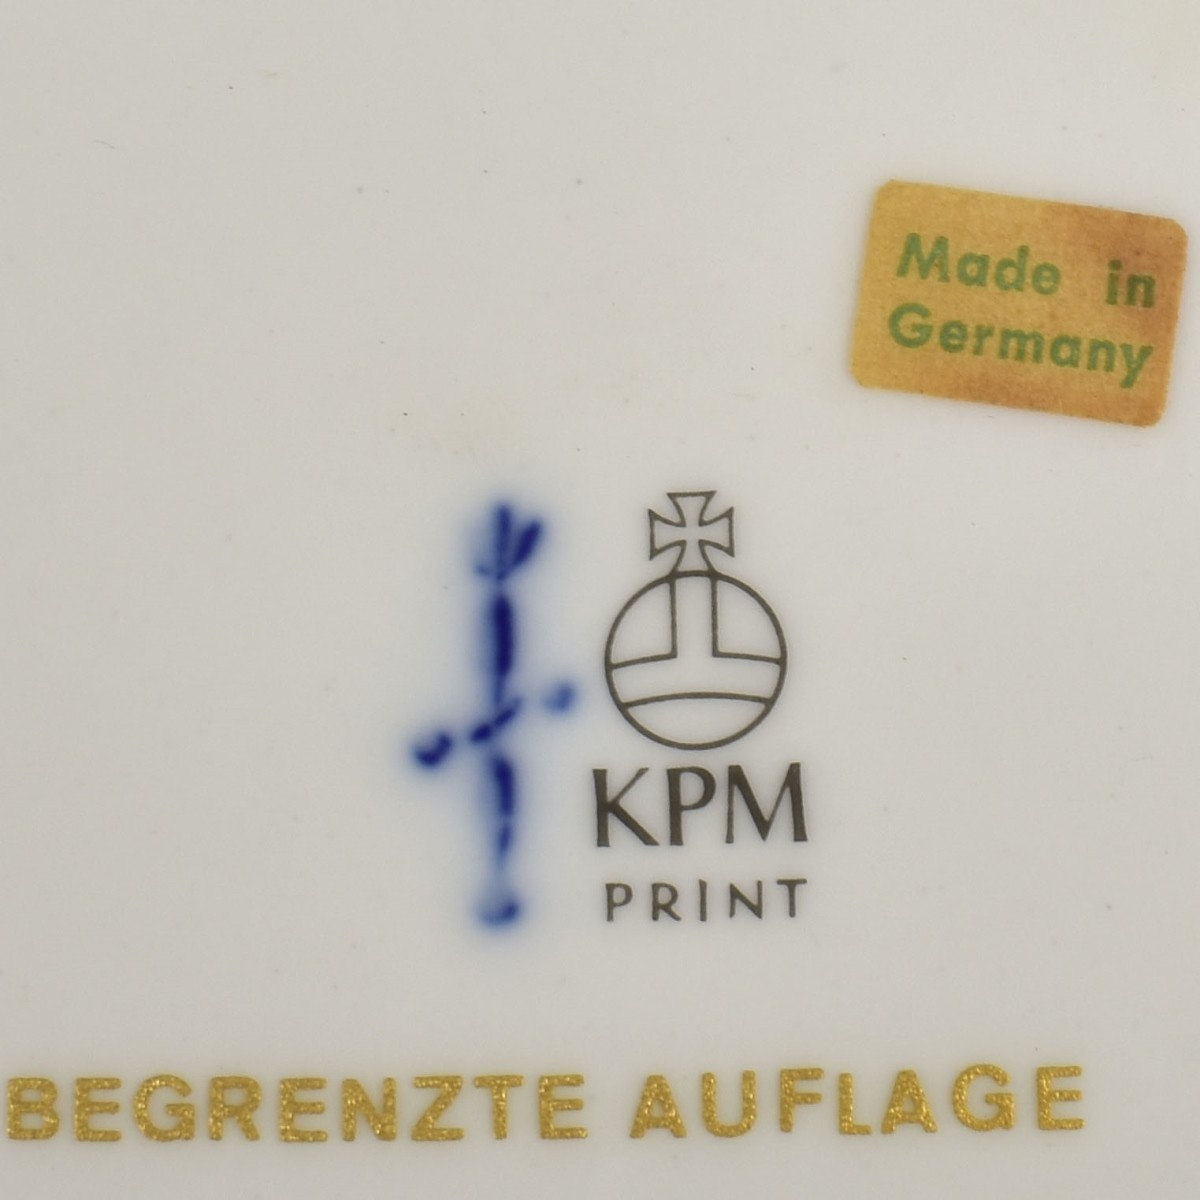 Made in
Germany
KPM
PRINT
BEGRENZTE AUFLAGE